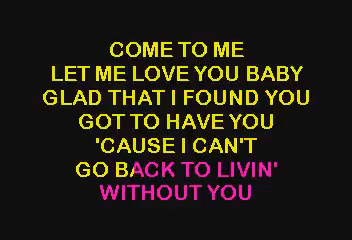 COME TO ME
LET ME LOVE YOU BABY
GLAD THAT I FOUND YOU
GOT TO HAVE YOU
'CAUSE I CAN'T
GO BACK TO LIVIN'
WITHOUT YOU